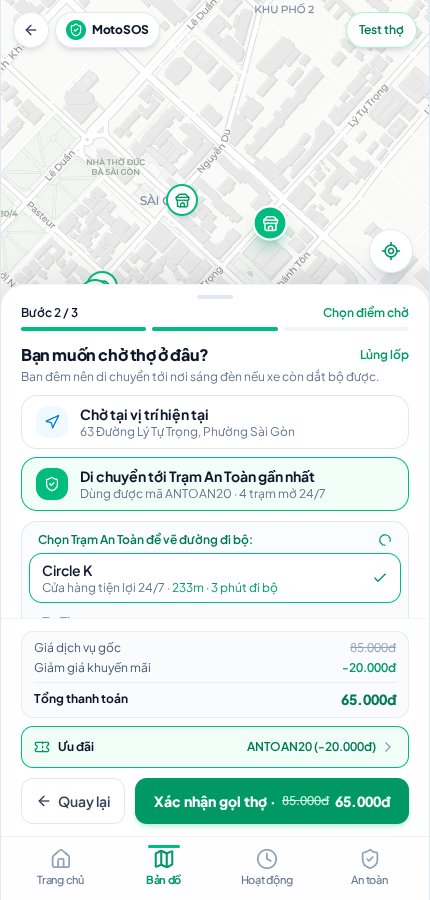 KHU PHỐ 2
Lê Duẩn
MotoSOS
Test thợ
Lý Tự Trọng
Nguyễn Du
Lê Duẩn
NHÀ THỜ ĐỨC
BÀ SÀI GÒN
SÀI
30/4
Pasteur
Bước 2 / 3
Chọn điểm chờ
Bạn muốn chờ thợ ở đâu?
Lủng lốp
Ban đêm nên di chuyển tới nơi sáng đèn nếu xe còn dắt bộ được.
Chờ tại vị trí hiện tại
63 Đường Lý Tự Trọng, Phường Sài Gòn
Di chuyển tới Trạm An Toàn gần nhất
Dùng được mã ANTOAN20 · 4 trạm mở 24/7
Chọn Trạm An Toàn để vẽ đường đi bộ:
Circle K
Cửa hàng tiện lợi 24/7 · 233m · 3 phút đi bộ
Giá dịch vụ gốc
85.000đ
Giảm giá khuyến mãi
-20.000đ
Tổng thanh toán
65.000đ
Ưu đãi
ANTOAN20 (-20.000đ)
Quay lại
Xác nhận gọi thợ · 85.000đ 65.000đ
Trang chủ
Bản đồ
Hoạt động
An toàn